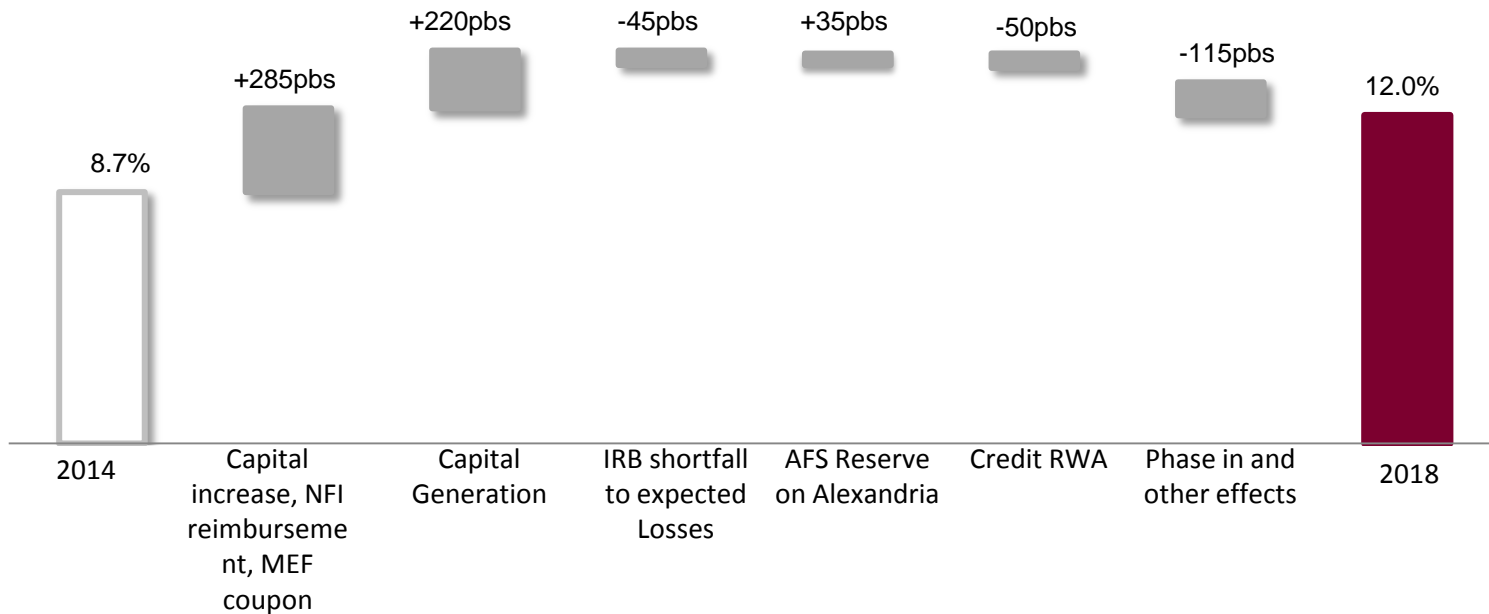 8.7%
+285pbs
+220pbs
-45pbs
+35pbs
-50pbs
-115pbs
12.0%
2014
Capital
increase, NFI
reimburseme
nt, MEF
coupon
Capital
Generation
IRB shortfall
to expected
Losses
AFS Reserve
on Alexandria
Credit RWA
Phase in and
other effects
2018